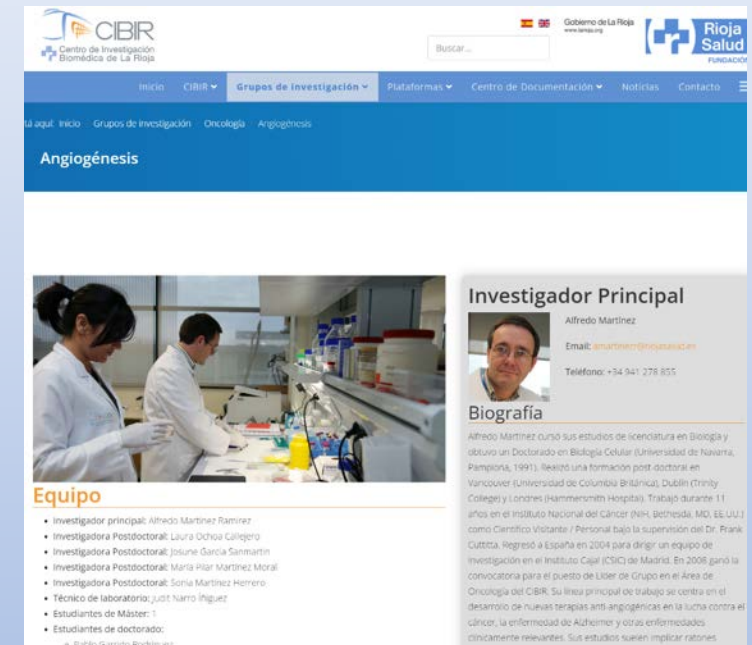 CIBIR
Centro de Investigación
Biomédica de La Rioja
Gobierno de La Rioja
www.larioja.org
Rioja
Salud
FUNDACIÓN
Buscar...
Inicio CIBIR Grupos de investigación Plataformas Centro de Documentación Noticias Contacto
tá aquí: Inicio Grupos de investigación Oncología Angiogénesis
Angiogénesis
Investigador Principal
Alfredo Martínez
Email:
Teléfono: +34 941 278 855
Biografía
Alfredo Martínez cursó sus estudios de licenciatura en Biología y
obtuvo un Doctorado en Biología Celular (Universidad de Navarra,
Pamplona, 1991). Realizó una formación post-doctoral en
Vancouver (Universidad de Columbia Británica), Dublín (Trinity
College) y Londres (Hammersmith Hospital). Trabajó durante 11
años en el Instituto Nacional del Cáncer (NIH, Bethesda, MD, EE.UU.)
como Científico Visitante / Personal bajo la supervisión del Dr. Frank
Cuttitta. Regresó a España en 2004 para dirigir un equipo de
investigación en el Instituto Cajal (CSIC) de Madrid. En 2008 ganó la
convocatoria para el puesto de Líder de Grupo en el Área de
Oncología del CIBIR. Su línea principal de trabajo se centra en el
desarrollo de nuevas terapias anti-angiogénicas en la lucha contra el
cáncer, la enfermedad de Alzheimer y otras enfermedades
clínicamente relevantes. Sus estudios suelen implicar ratones
Equipo
• Investigador principal: Alfredo Martínez Ramírez
• Investigadora Postdoctoral: Laura Ochoa Callejero
• Investigadora Postdoctoral: Josune García Sanmartín
• Investigadora Postdoctoral: María Pilar Martínez Moral
• Investigadora Postdoctoral: Sonia Martínez Herrero
• Técnico de laboratorio: Judit Narro Íñiguez
• Estudiantes de Máster: 1
• Estudiantes de doctorado:
Pablo Garrido Rodríguez